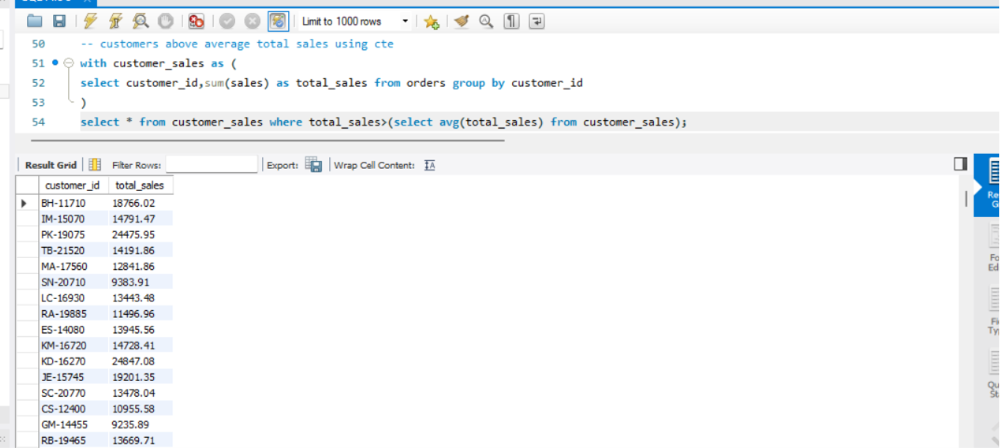 Limit to 1000 rows
50 -- customers above average total sales using cte
51 with customer_sales as (
52 select customer_id,sum(sales) as total_sales from orders group by customer_id
53 )
54 select * from customer_sales where total_sales>(select avg(total_sales) from customer_sales);
Result Grid Filter Rows: Export: Wrap Cell Content:
customer_id total_sales
BH-11710 18766.02
IM-15070 14791.47
PK-19075 24475.95
TB-21520 14191.86
MA-17560 12841.86
SN-20710 9383.91
LC-16930 13443.48
RA-19885 11496.96
ES-14080 13945.56
KM-16720 14728.41
KD-16270 24847.08
JE-15745 19201.35
SC-20770 13478.04
CS-12400 10955.58
GM-14455 9235.89
RB-19465 13669.71